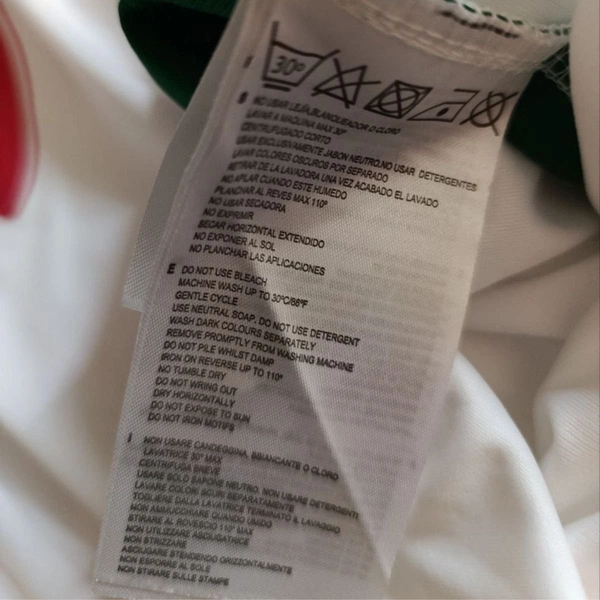 30°
S NO USAR LEJIA,BLANQUEADOR O CLORO
LAVAR A MAQUINA MAX 30°
CENTRIFUGADO CORTO
USAR EXCLUSIVAMENTE JABON NEUTRO.NO USAR DETERGENTES
LAVAR COLORES OSCUROS POR SEPARADO
RETIRAR DE LA LAVADORA UNA VEZ ACABADO EL LAVADO
NO APILAR CUANDO ESTE HUMEDO
PLANCHAR AL REVES MAX 110°
NO USAR SECADORA
NO EXPRIMIR
SECAR HORIZONTAL EXTENDIDO
NO EXPONER AL SOL
NO PLANCHAR LAS APLICACIONES
E DO NOT USE BLEACH
MACHINE WASH UP TO 30°C/86°F
GENTLE CYCLE
USE NEUTRAL SOAP, DO NOT USE DETERGENT
WASH DARK COLOURS SEPARATELY
REMOVE PROMPTLY FROM WASHING MACHINE
DO NOT PILE WHILST DAMP
IRON ON REVERSE UP TO 110°
NO TUMBLE DRY
DO NOT WRING OUT
DRY HORIZONTALLY
DO NOT EXPOSE TO SUN
DO NOT IRON MOTIFS
I NON USARE CANDEGGINA, SBIANCANTE O CLORO
LAVATRICE 30° MAX
CENTRIFUGA BREVE
USARE SOLO SAPONE NEUTRO. NON USARE DETERGENTI
LAVARE COLORI SCURI SEPARATAMENTE
TOGLIERE DALLA LAVATRICE TERMINATO IL LAVAGGIO
NON AMMUCCHIARE QUANDO UMIDO
STIRARE AL ROVESCIO 110° MAX
NON UTILIZZARE ASCIUGATRICE
NON STRIZZARE
ASCIUGARE STENDENDO ORIZZONTALMENTE
NON ESPORRE AL SOLE
NON STIRARE SULLE STAMPE